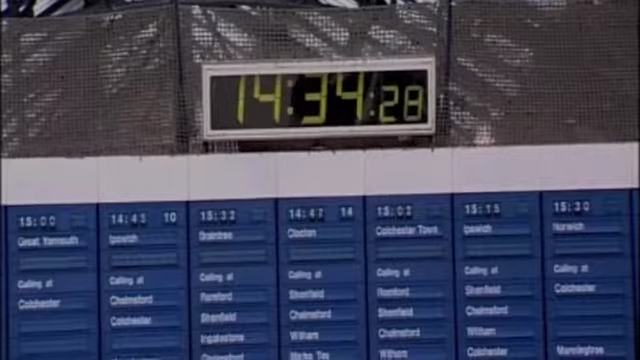 14:34:28
15:00
Great Yarmouth
Calling at
Colchester
14:43 10
Ipswich
Calling at
Chelmsford
Colchester
15:32
Braintree
Calling at
Romford
Shenfield
Ingatestone
14:47 14
Clacton
Calling at
Shenfield
Chelmsford
Witham
Marks Tey
15:02
Colchester Town
Calling at
Romford
Shenfield
Chelmsford
Witham
15:15
Ipswich
Calling at
Shenfield
Chelmsford
Witham
Colchester
15:30
Norwich
Calling at
Colchester
Manningtree